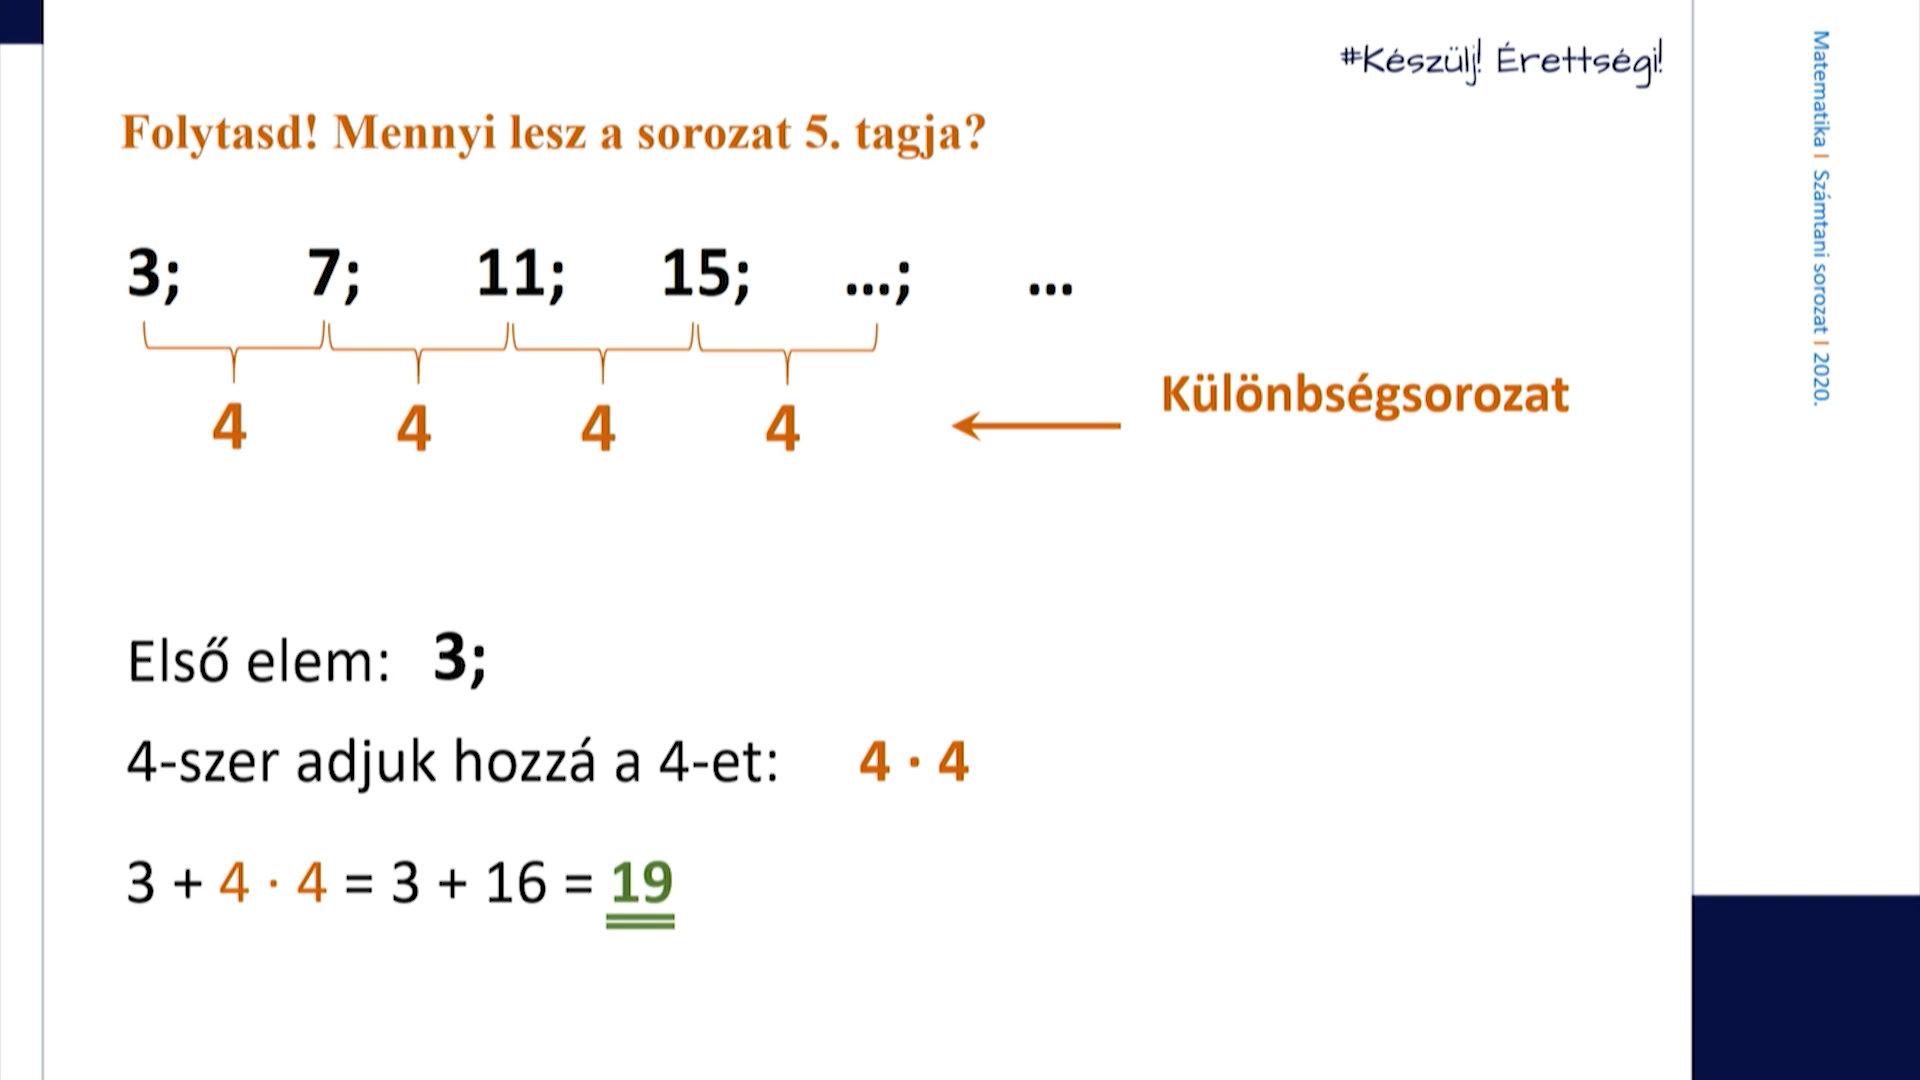 #Készülj! Érettségi!
Folytasd! Mennyi lesz a sorozat 5. tagja?
3; 7; 11; 15; ...; ...
4 4 4 4
Különbségsorozat
Első elem: 3;
4-szer adjuk hozzá a 4-et: 4 · 4
3 + 4 · 4 = 3 + 16 = 19
Matematika I Számtani sorozat I 2020.